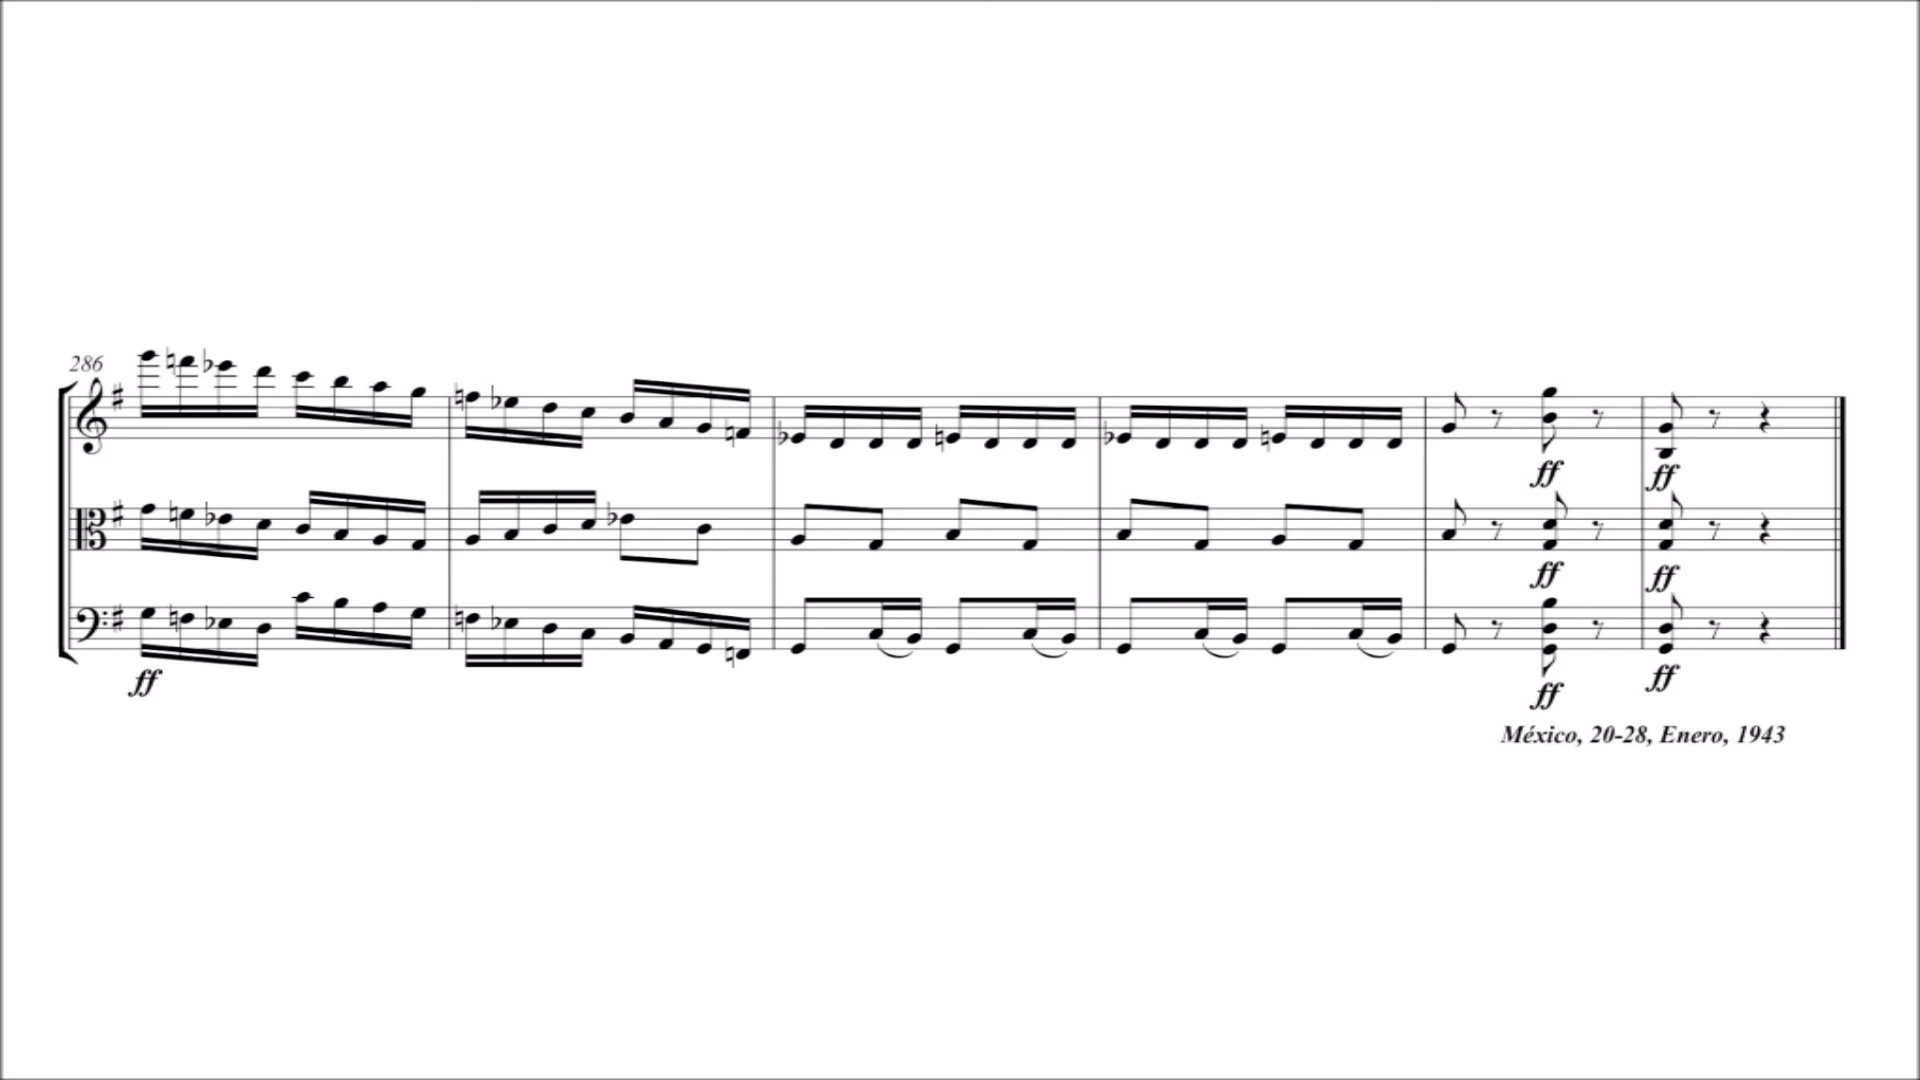 286
ff ff
ff ff
ff ff ff
México, 20-28, Enero, 1943